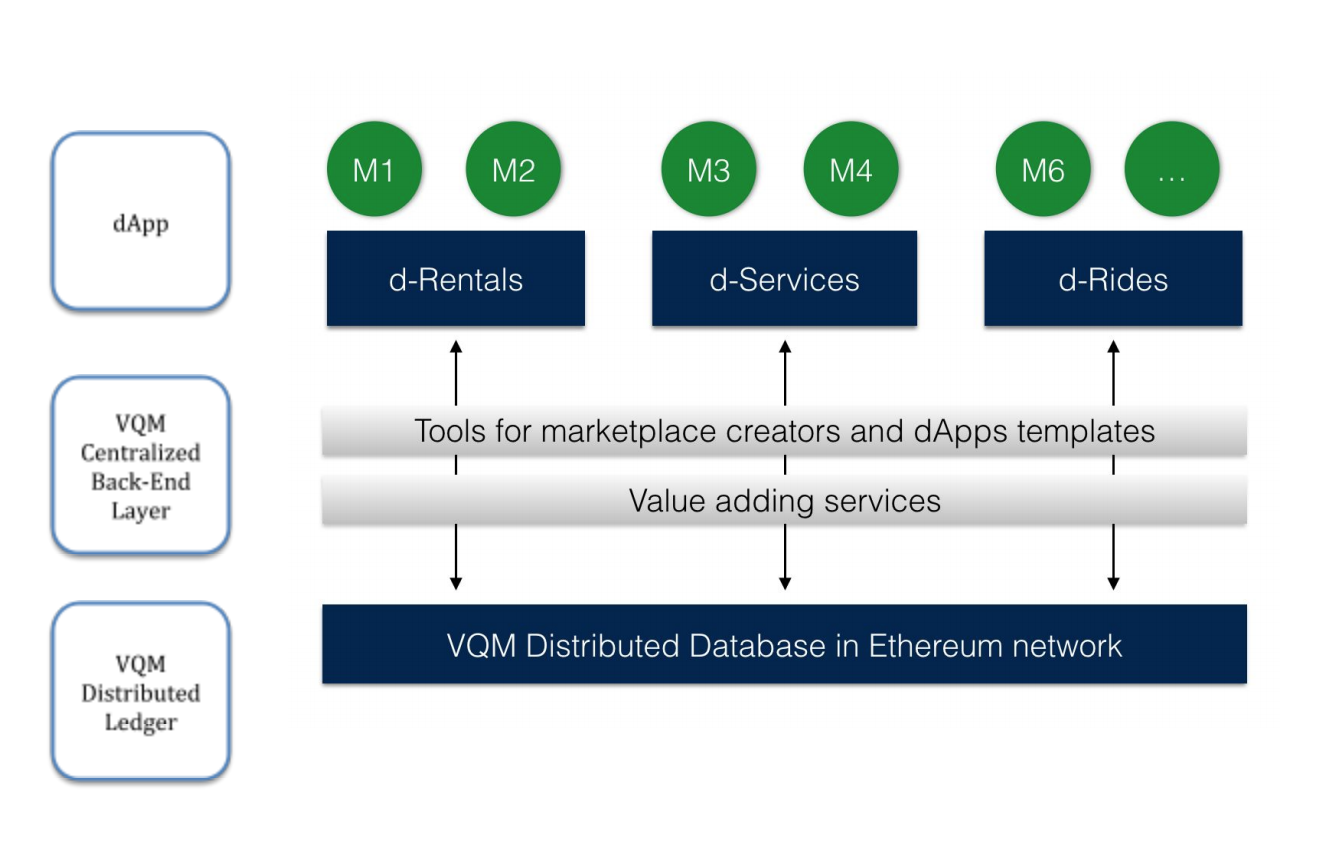 dApp
M1
M2
M3
M4
M6
...
d-Rentals
d-Services
d-Rides
VQM
Centralized
Back-End
Layer
Tools for marketplace creators and dApps templates
Value adding services
VQM
Distributed
Ledger
VQM Distributed Database in Ethereum network